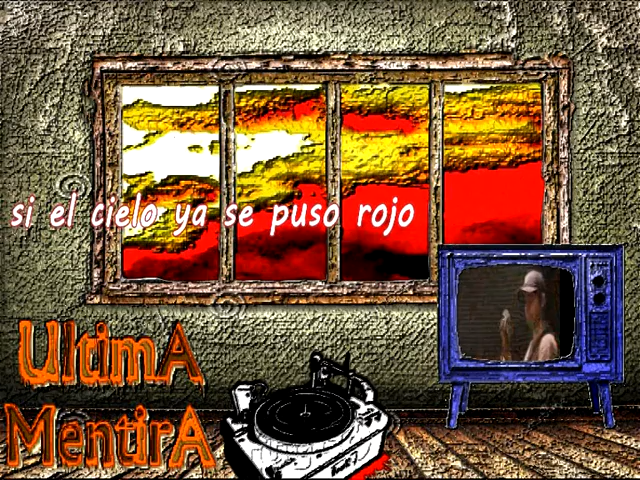 si el cielo ya se puso rojo
UltimA
MentirA